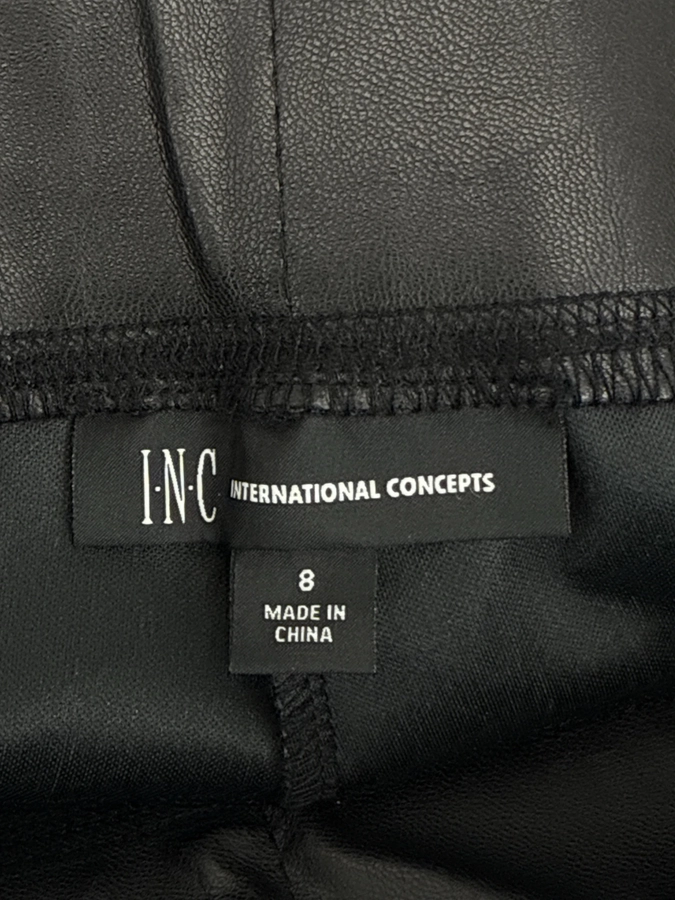 I·N·C INTERNATIONAL CONCEPTS
8
MADE IN
CHINA